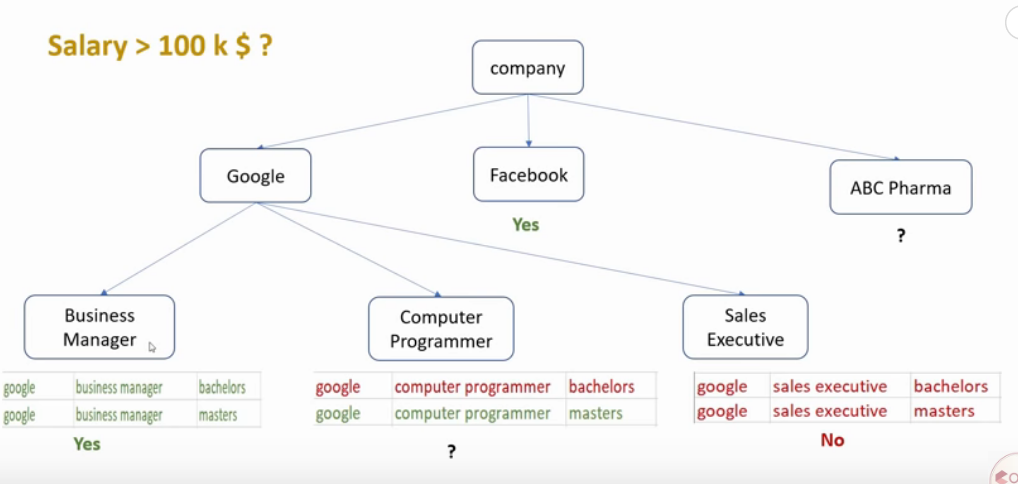 Salary > 100 k $ ?
company
Google
Facebook
ABC Pharma
Yes
?
Business
Manager
Computer
Programmer
Sales
Executive
google business manager bachelors
google business manager masters
Yes
google computer programmer bachelors
google computer programmer masters
?
google sales executive bachelors
google sales executive masters
No